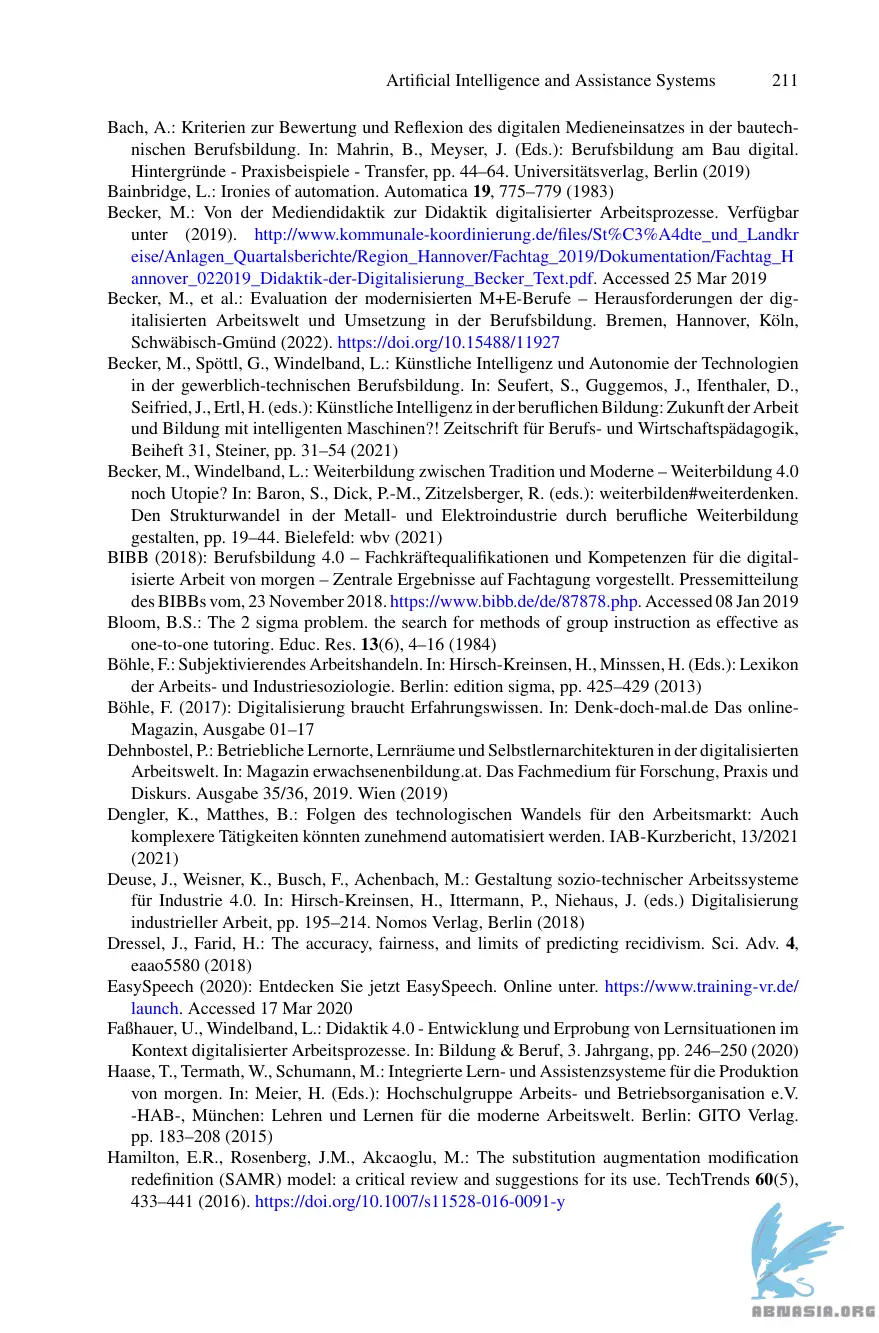 Artificial Intelligence and Assistance Systems 211
Bach, A.: Kriterien zur Bewertung und Reflexion des digitalen Medieneinsatzes in der bautech-
nischen Berufsbildung. In: Mahrin, B., Meyser, J. (Eds.): Berufsbildung am Bau digital.
Hintergründe - Praxisbeispiele - Transfer, pp. 44–64. Universitätsverlag, Berlin (2019)
Bainbridge, L.: Ironies of automation. Automatica 19, 775–779 (1983)
Becker, M.: Von der Mediendidaktik zur Didaktik digitalisierter Arbeitsprozesse. Verfügbar
unter (2019). http://www.kommunale-koordinierung.de/files/St%C3%A4dte_und_Landkr
eise/Anlagen_Quartalsberichte/Region_Hannover/Fachtag_2019/Dokumentation/Fachtag_H
annover_022019_Didaktik-der-Digitalisierung_Becker_Text.pdf. Accessed 25 Mar 2019
Becker, M., et al.: Evaluation der modernisierten M+E-Berufe – Herausforderungen der dig-
italisierten Arbeitswelt und Umsetzung in der Berufsbildung. Bremen, Hannover, Köln,
Schwäbisch-Gmünd (2022). https://doi.org/10.15488/11927
Becker, M., Spöttl, G., Windelband, L.: Künstliche Intelligenz und Autonomie der Technologien
in der gewerblich-technischen Berufsbildung. In: Seufert, S., Guggemos, J., Ifenthaler, D.,
Seifried, J., Ertl, H. (eds.): Künstliche Intelligenz in der beruflichen Bildung: Zukunft der Arbeit
und Bildung mit intelligenten Maschinen?! Zeitschrift für Berufs- und Wirtschaftspädagogik,
Beiheft 31, Steiner, pp. 31–54 (2021)
Becker, M., Windelband, L.: Weiterbildung zwischen Tradition und Moderne – Weiterbildung 4.0
noch Utopie? In: Baron, S., Dick, P.-M., Zitzelsberger, R. (eds.): weiterbilden#weiterdenken.
Den Strukturwandel in der Metall- und Elektroindustrie durch berufliche Weiterbildung
gestalten, pp. 19–44. Bielefeld: wbv (2021)
BIBB (2018): Berufsbildung 4.0 – Fachkräftequalifikationen und Kompetenzen für die digital-
isierte Arbeit von morgen – Zentrale Ergebnisse auf Fachtagung vorgestellt. Pressemitteilung
des BIBBs vom, 23 November 2018. https://www.bibb.de/de/87878.php. Accessed 08 Jan 2019
Bloom, B.S.: The 2 sigma problem. the search for methods of group instruction as effective as
one-to-one tutoring. Educ. Res. 13(6), 4–16 (1984)
Böhle, F.: Subjektivierendes Arbeitshandeln. In: Hirsch-Kreinsen, H., Minssen, H. (Eds.): Lexikon
der Arbeits- und Industriesoziologie. Berlin: edition sigma, pp. 425–429 (2013)
Böhle, F. (2017): Digitalisierung braucht Erfahrungswissen. In: Denk-doch-mal.de Das online-
Magazin, Ausgabe 01–17
Dehnbostel, P.: Betriebliche Lernorte, Lernräume und Selbstlernarchitekturen in der digitalisierten
Arbeitswelt. In: Magazin erwachsenenbildung.at. Das Fachmedium für Forschung, Praxis und
Diskurs. Ausgabe 35/36, 2019. Wien (2019)
Dengler, K., Matthes, B.: Folgen des technologischen Wandels für den Arbeitsmarkt: Auch
komplexere Tätigkeiten könnten zunehmend automatisiert werden. IAB-Kurzbericht, 13/2021
(2021)
Deuse, J., Weisner, K., Busch, F., Achenbach, M.: Gestaltung sozio-technischer Arbeitssysteme
für Industrie 4.0. In: Hirsch-Kreinsen, H., Ittermann, P., Niehaus, J. (eds.) Digitalisierung
industrieller Arbeit, pp. 195–214. Nomos Verlag, Berlin (2018)
Dressel, J., Farid, H.: The accuracy, fairness, and limits of predicting recidivism. Sci. Adv. 4,
eaao5580 (2018)
EasySpeech (2020): Entdecken Sie jetzt EasySpeech. Online unter. https://www.training-vr.de/
launch. Accessed 17 Mar 2020
Faßhauer, U., Windelband, L.: Didaktik 4.0 - Entwicklung und Erprobung von Lernsituationen im
Kontext digitalisierter Arbeitsprozesse. In: Bildung & Beruf, 3. Jahrgang, pp. 246–250 (2020)
Haase, T., Termath, W., Schumann, M.: Integrierte Lern- und Assistenzsysteme für die Produktion
von morgen. In: Meier, H. (Eds.): Hochschulgruppe Arbeits- und Betriebsorganisation e.V.
-HAB-, München: Lehren und Lernen für die moderne Arbeitswelt. Berlin: GITO Verlag.
pp. 183–208 (2015)
Hamilton, E.R., Rosenberg, J.M., Akcaoglu, M.: The substitution augmentation modification
redefinition (SAMR) model: a critical review and suggestions for its use. TechTrends 60(5),
433–441 (2016). https://doi.org/10.1007/s11528-016-0091-y
ABNASIA.ORG